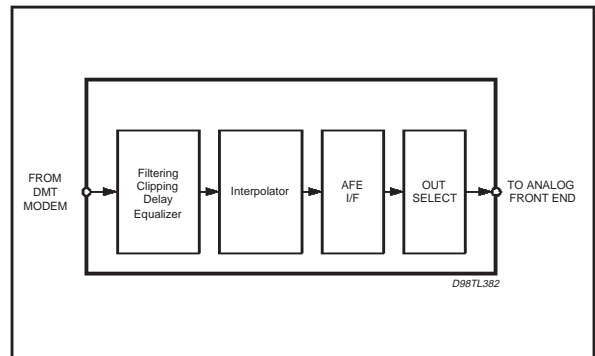 FROM
DMT
MODEM
Filtering
Clipping
Delay
Equalizer
Interpolator
AFE
I/F
OUT
SELECT
TO ANALOG
FRONT END
D98TL382